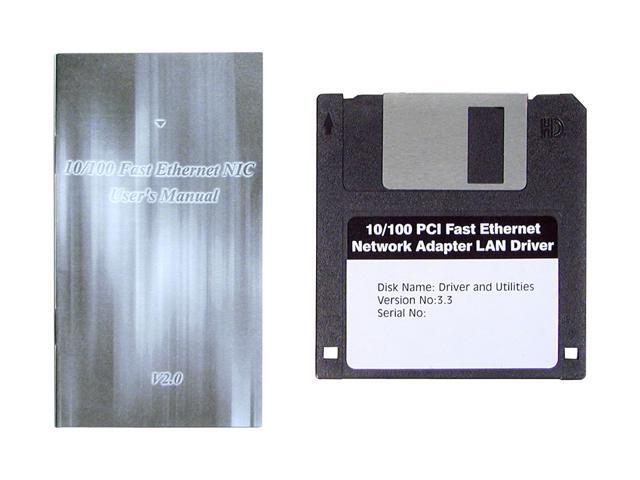 10/100 Fast Ethernet NIC
User's Manual
V2.0
HD
10/100 PCI Fast Ethernet
Network Adapter LAN Driver
Disk Name: Driver and Utilities
Version No:3.3
Serial No: